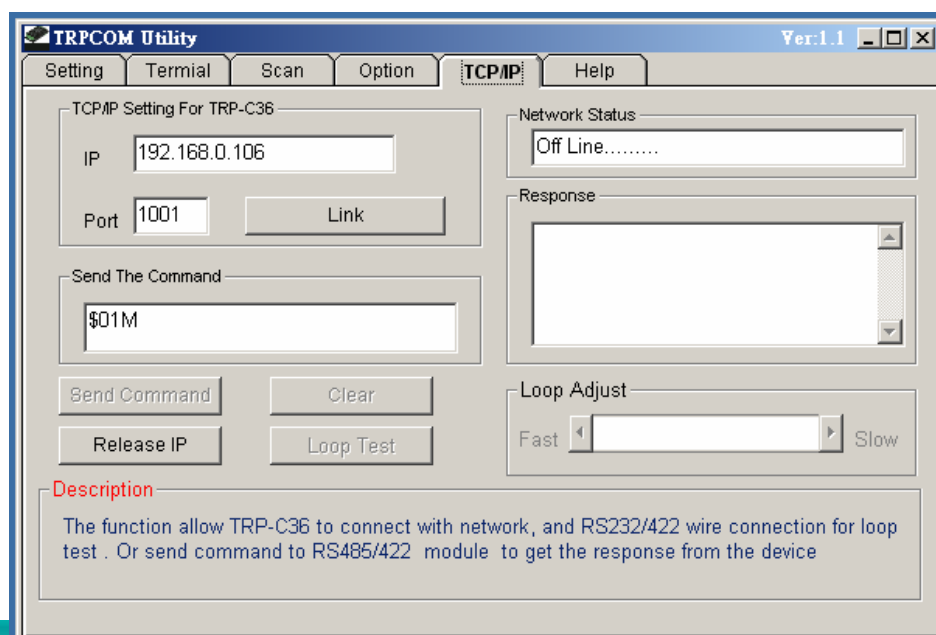 TRPCOM Utility Ver:1.1
Setting Termial Scan Option TCP/IP Help
TCP/IP Setting For TRP-C36
IP 192.168.0.106
Port 1001 Link
Send The Command
$01M
Send Command Clear
Release IP Loop Test
Network Status
Off Line.........
Response
Loop Adjust
Fast Slow
Description
The function allow TRP-C36 to connect with network, and RS232/422 wire connection for loop
test . Or send command to RS485/422 module to get the response from the device